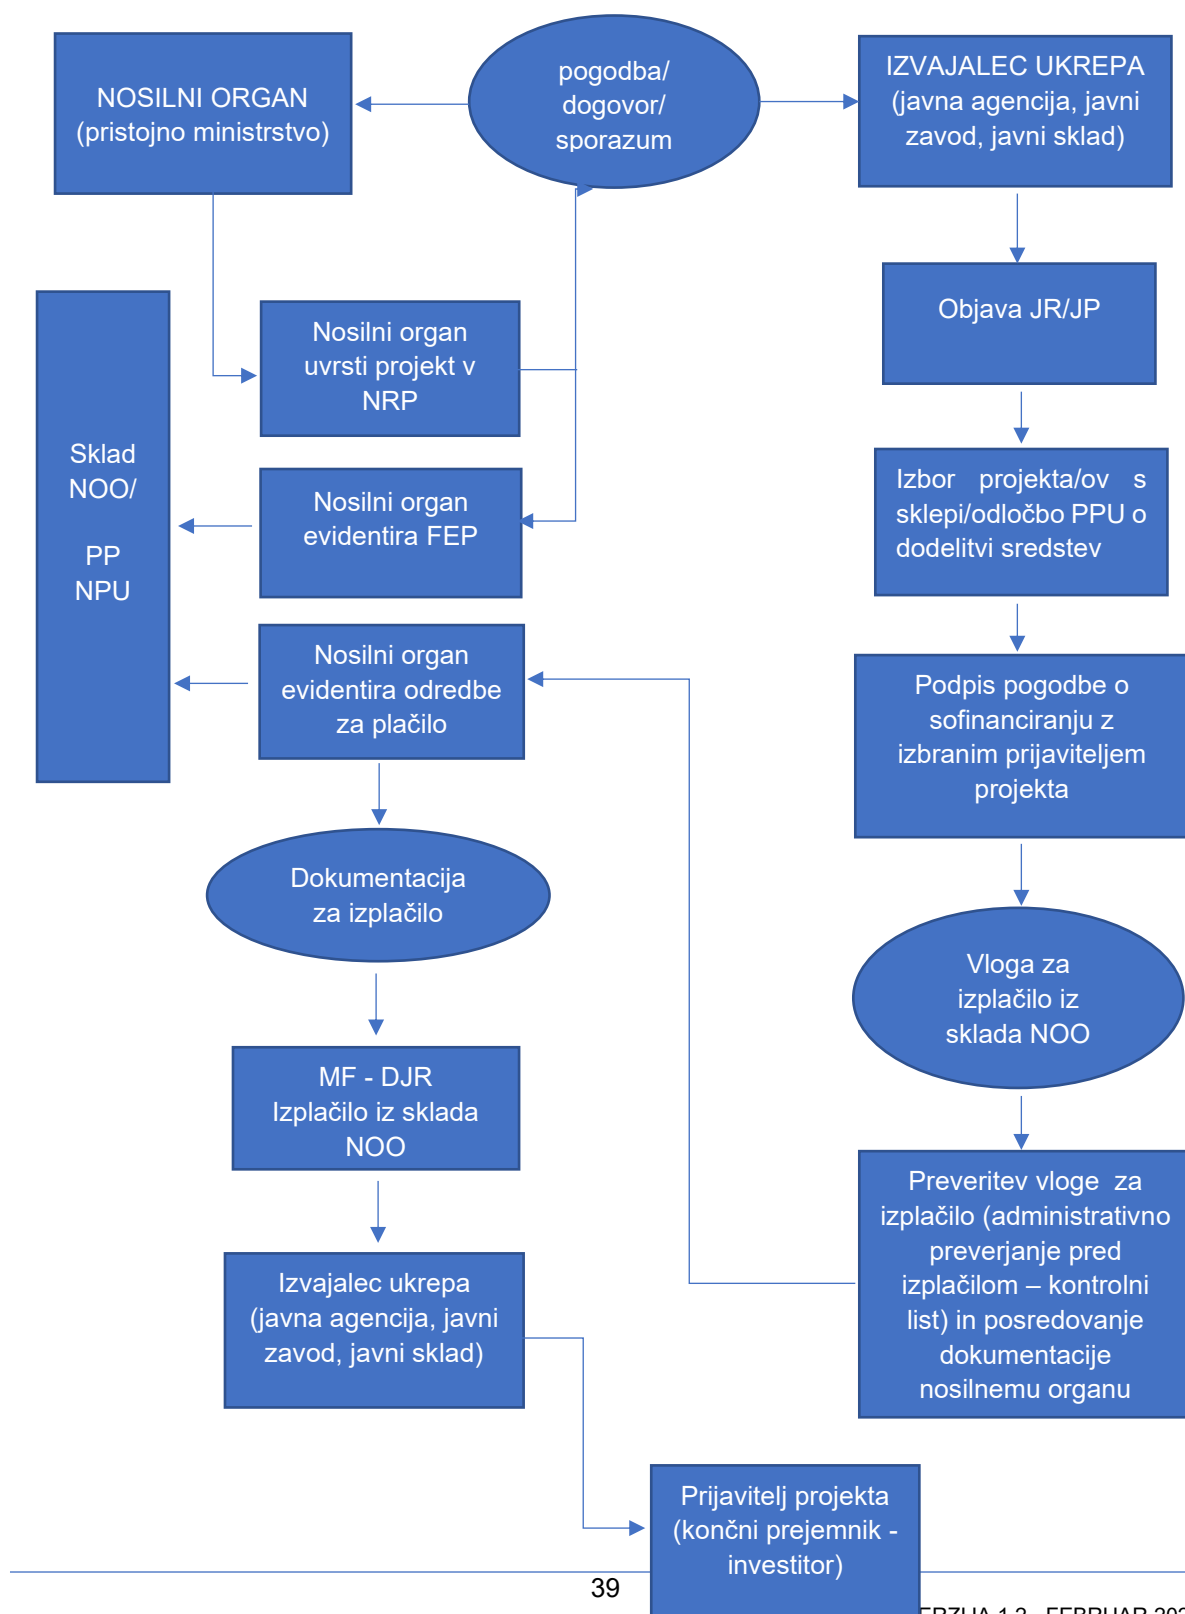 NOSILNI ORGAN
(pristojno ministrstvo)
pogodba/
dogovor/
sporazum
IZVAJALEC UKREPA
(javna agencija, javni
zavod, javni sklad)
Objava JR/JP
Nosilni organ
uvrsti projekt v
NRP
Sklad
NOO/
PP
NPU
Nosilni organ
evidentira FEP
Izbor projekta/ov s
sklepi/odločbo PPU o
dodelitvi sredstev
Nosilni organ
evidentira odredbe
za plačilo
Podpis pogodbe o
sofinanciranju z
izbranim prijaviteljem
projekta
Dokumentacija
za izplačilo
Vloga za
izplačilo iz
sklada NOO
MF - DJR
Izplačilo iz sklada
NOO
Preveritev vloge za
izplačilo (administrativno
preverjanje pred
izplačilom – kontrolni
list) in posredovanje
dokumentacije
nosilnemu organu
Izvajalec ukrepa
(javna agencija, javni
zavod, javni sklad)
Prijavitelj projekta
(končni prejemnik -
investitor)
39